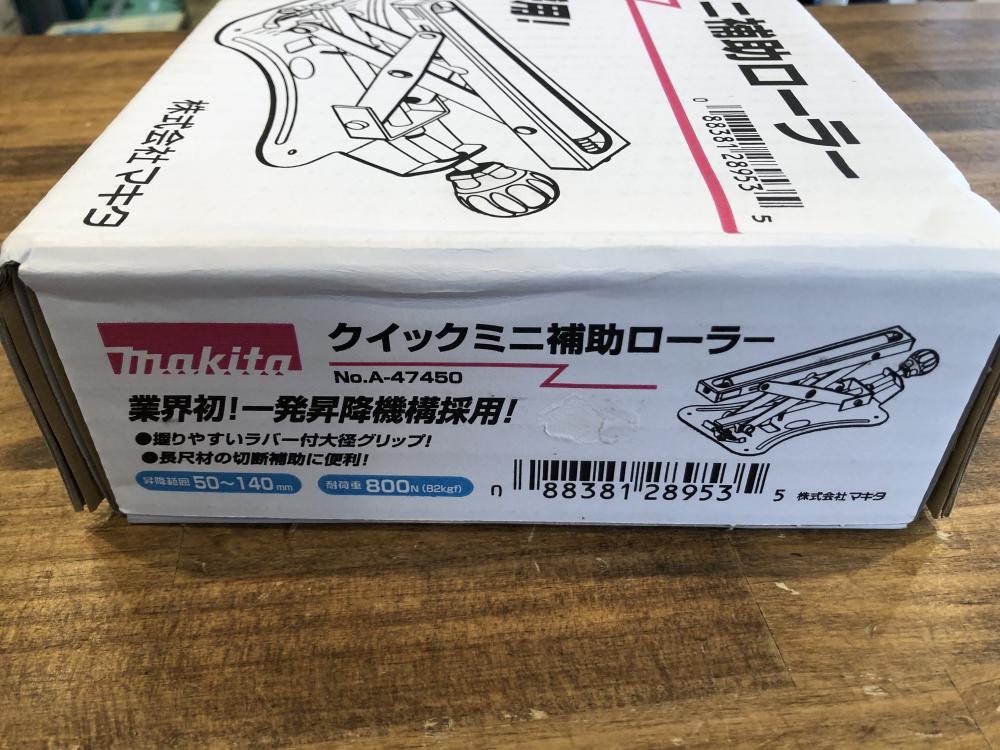 用!
ニ補助ローラー
0 88381 28953 5
株式会社マキタ
makita
クイックミニ補助ローラー
No.A-47450
業界初!一発昇降機構採用!
●握りやすいラバー付大径グリップ!
●長尺材の切断補助に便利!
昇降範囲 50～140mm
耐荷重 800N (82kgf)
0 88381 28953 5
株式会社マキタ